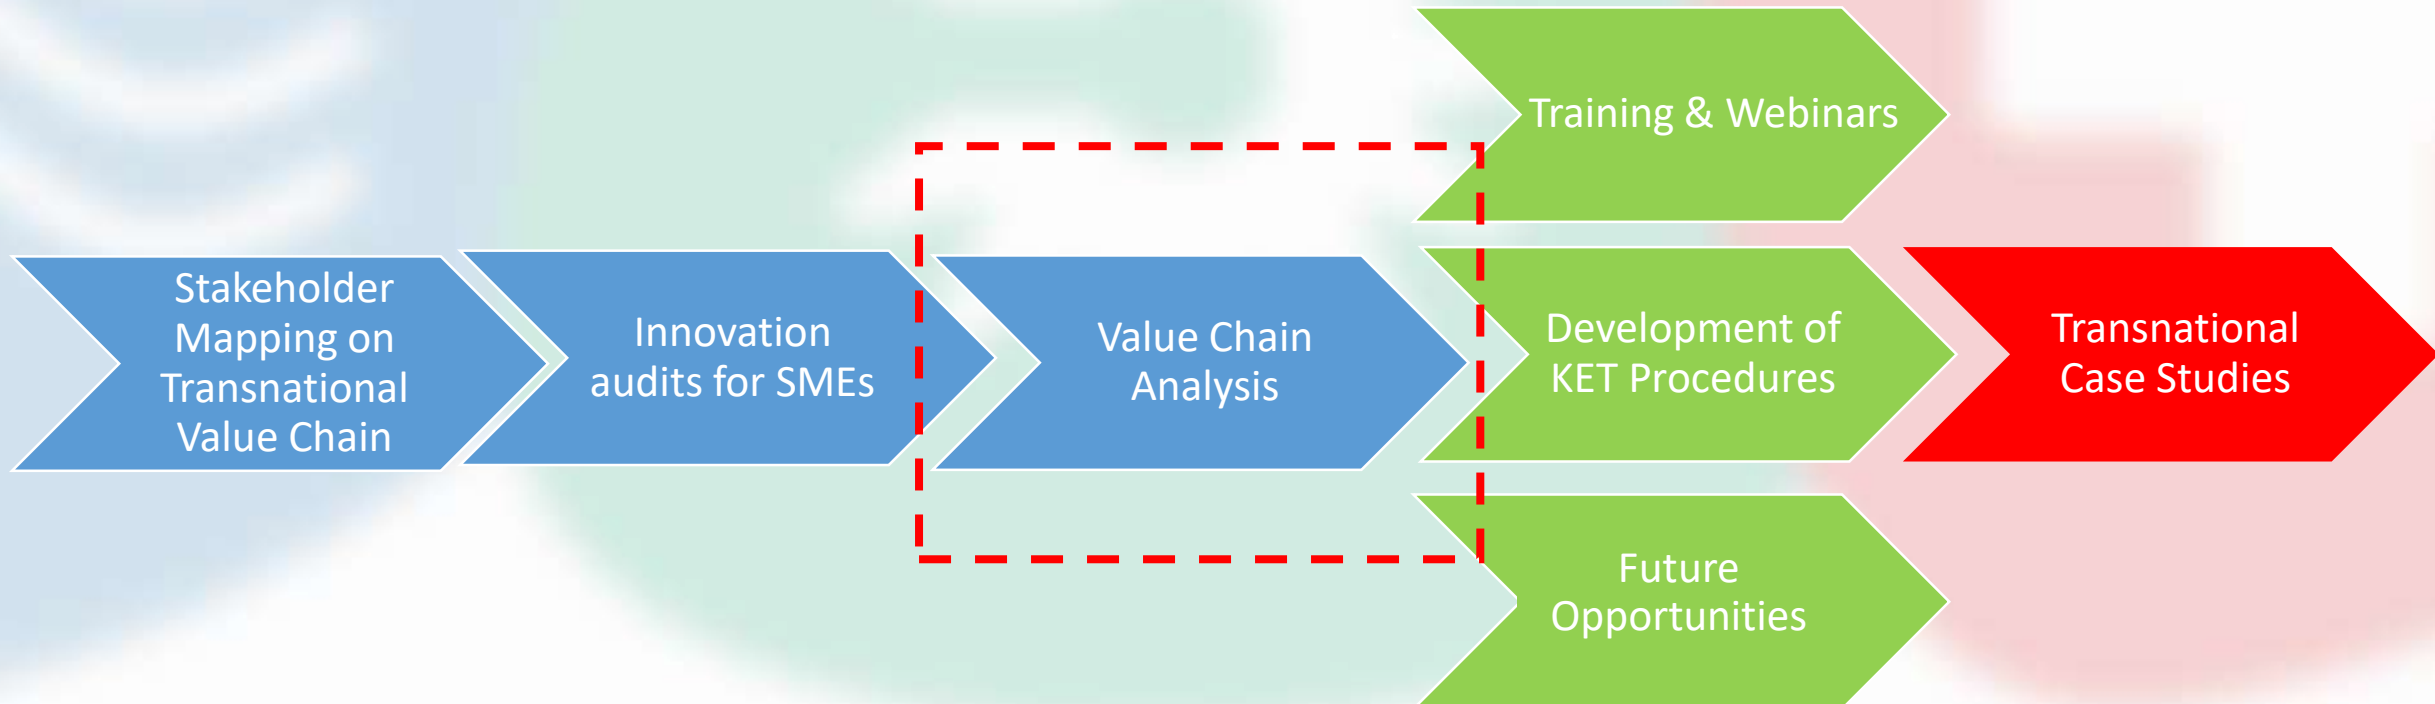 Stakeholder
Mapping on
Transnational
Value Chain
Innovation
audits for SMEs
Value Chain
Analysis
Training & Webinars
Development of
KET Procedures
Future
Opportunities
Transnational
Case Studies